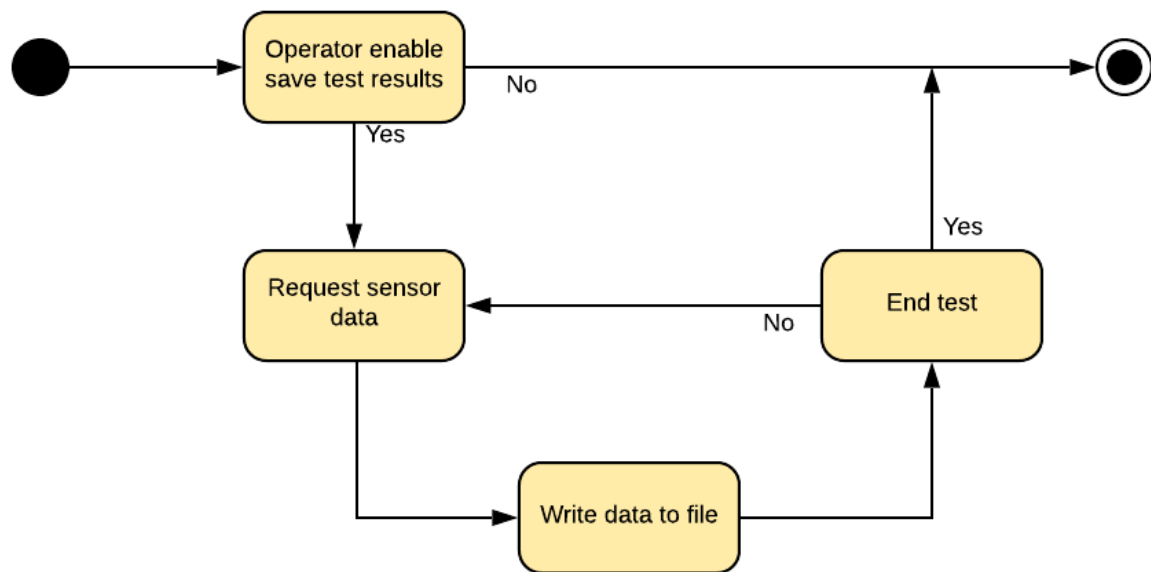 Operator enable
save test results
No
Yes
Request sensor
data
Yes
No
End test
Write data to file